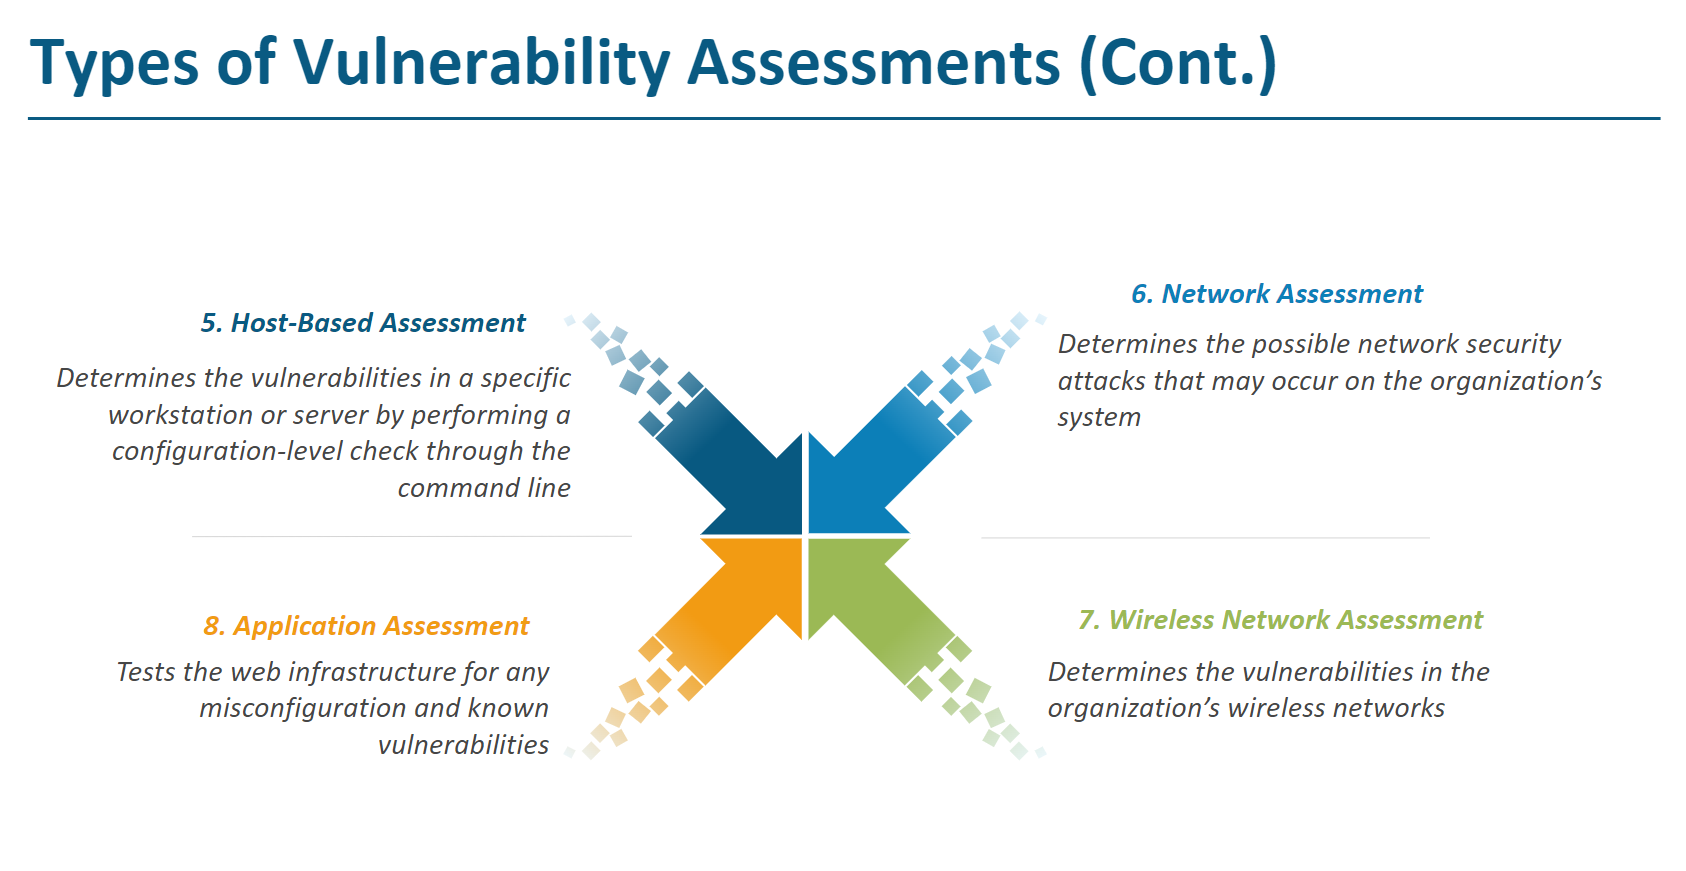 Types of Vulnerability Assessments (Cont.)
5. Host-Based Assessment
Determines the vulnerabilities in a specific
workstation or server by performing a
configuration-level check through the
command line
6. Network Assessment
Determines the possible network security
attacks that may occur on the organization’s
system
8. Application Assessment
Tests the web infrastructure for any
misconfiguration and known
vulnerabilities
7. Wireless Network Assessment
Determines the vulnerabilities in the
organization’s wireless networks